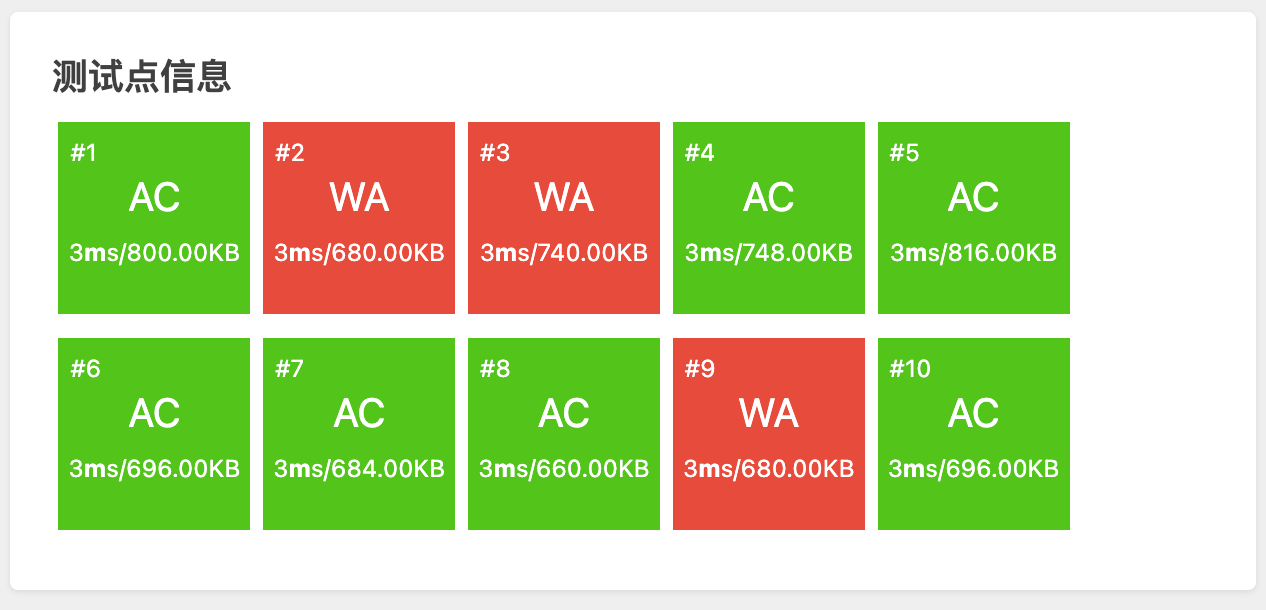 测试点信息
#1 #2 #3 #4 #5
AC WA WA AC AC
3ms/800.00KB 3ms/680.00KB 3ms/740.00KB 3ms/748.00KB 3ms/816.00KB
#6 #7 #8 #9 #10
AC AC AC WA AC
3ms/696.00KB 3ms/684.00KB 3ms/660.00KB 3ms/680.00KB 3ms/696.00KB